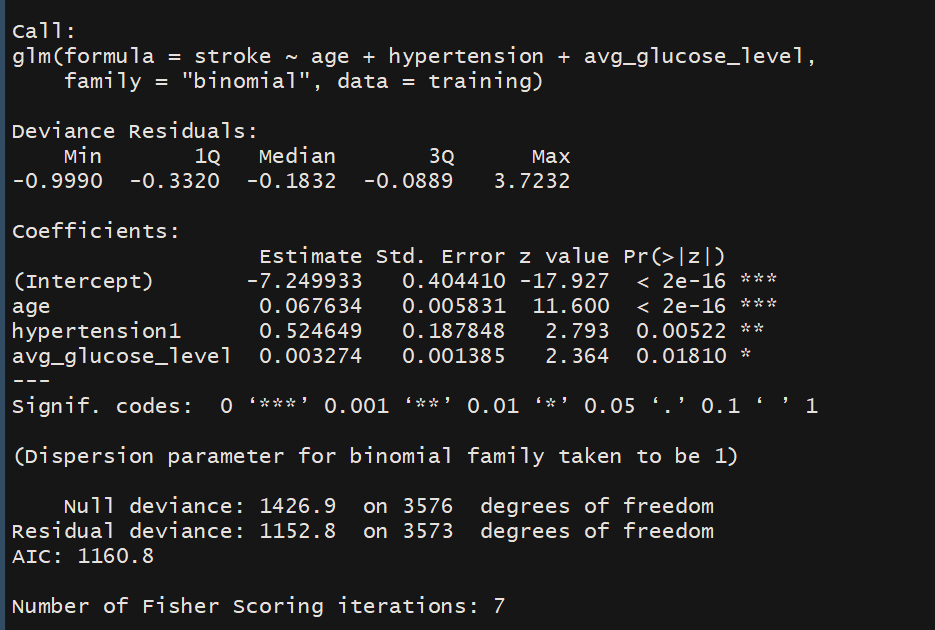 Call:
glm(formula = stroke ~ age + hypertension + avg_glucose_level,
    family = "binomial", data = training)

Deviance Residuals:
    Min       1Q   Median       3Q      Max
-0.9990  -0.3320  -0.1832  -0.0889   3.7232

Coefficients:
                   Estimate Std. Error z value Pr(>|z|)
(Intercept)       -7.249933   0.404410 -17.927  < 2e-16 ***
age                0.067634   0.005831  11.600  < 2e-16 ***
hypertension1      0.524649   0.187848   2.793  0.00522 **
avg_glucose_level  0.003274   0.001385   2.364  0.01810 *
---
Signif. codes:  0 ‘***’ 0.001 ‘**’ 0.01 ‘*’ 0.05 ‘.’ 0.1 ‘ ’ 1

(Dispersion parameter for binomial family taken to be 1)

    Null deviance: 1426.9  on 3576  degrees of freedom
Residual deviance: 1152.8  on 3573  degrees of freedom
AIC: 1160.8

Number of Fisher Scoring iterations: 7